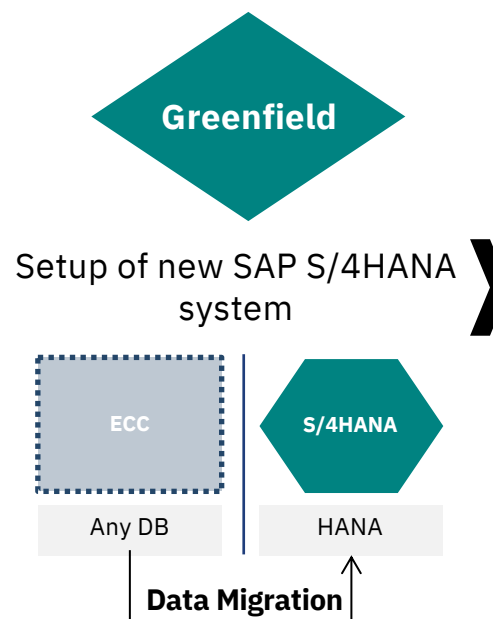 Greenfield
Setup of new SAP S/4HANA
system
ECC
S/4HANA
Any DB
HANA
Data Migration